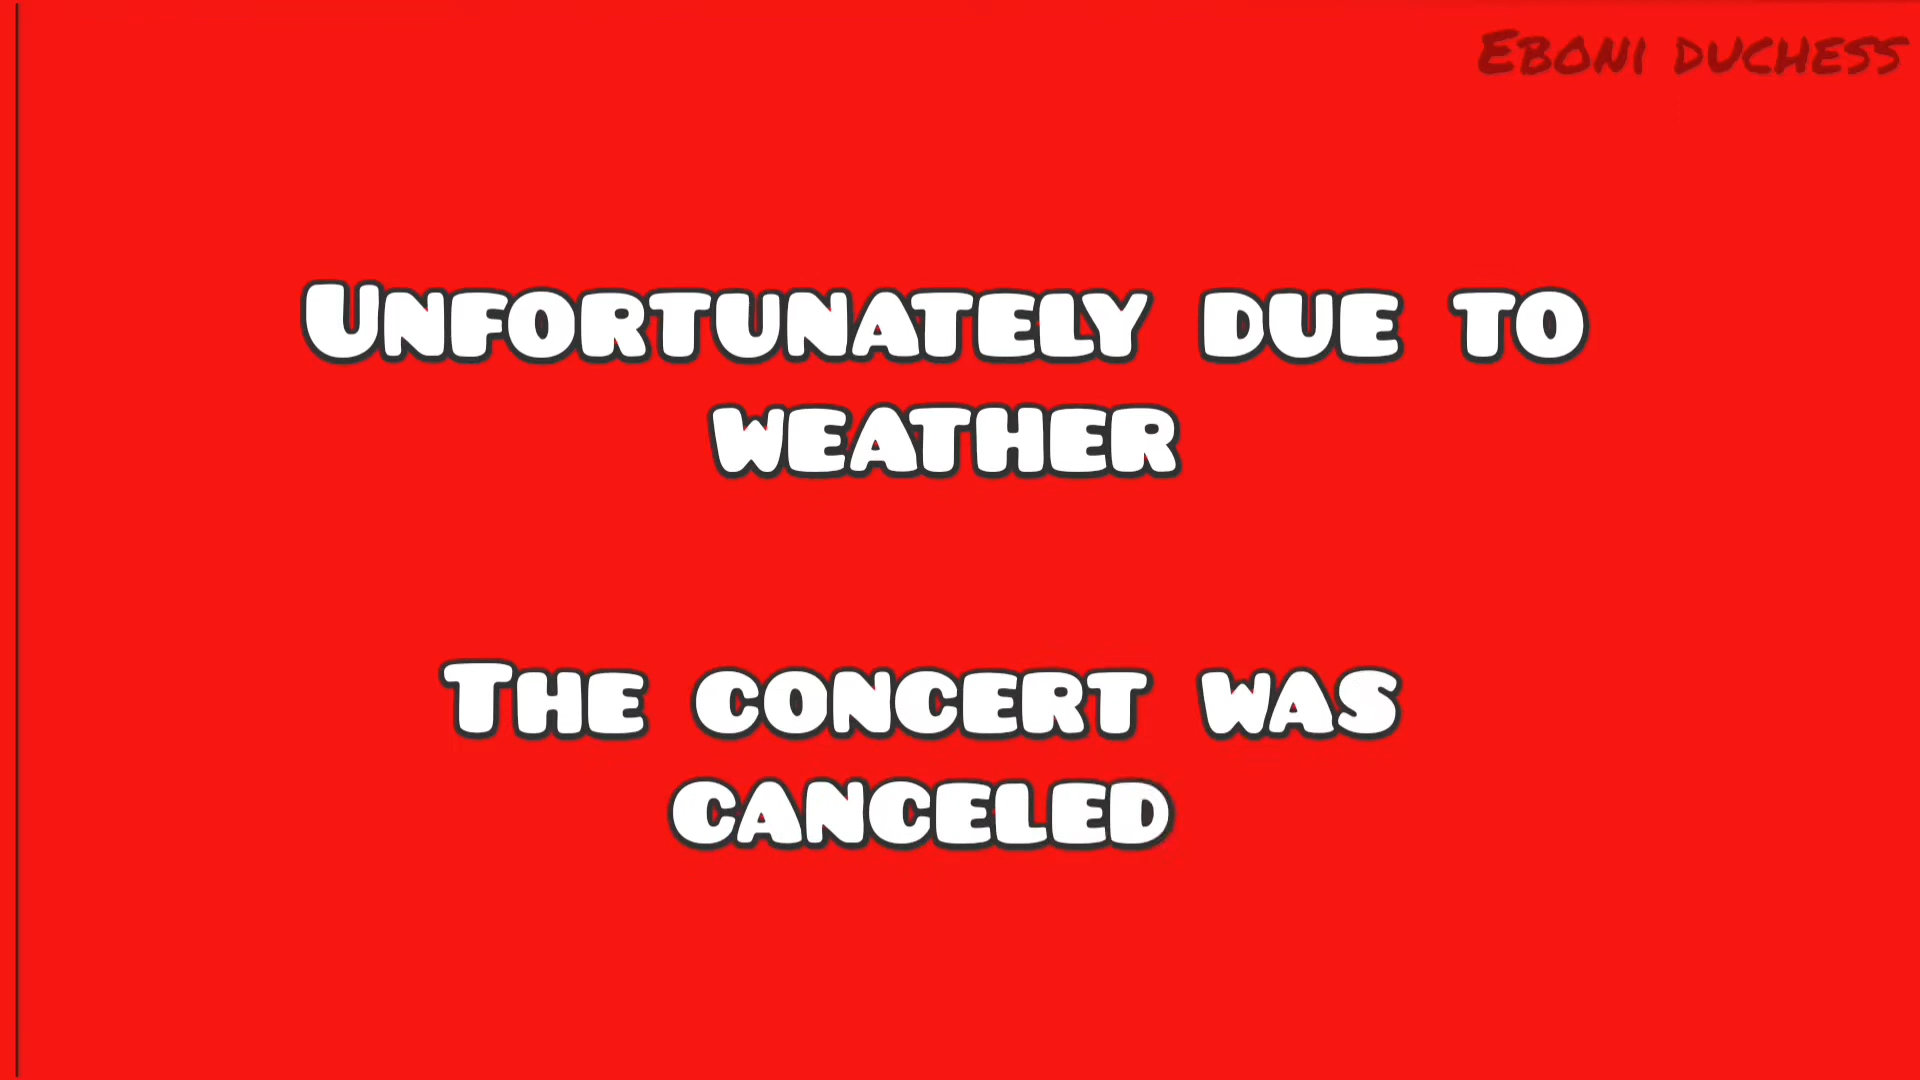 Eboni duchess
Unfortunately due to
weather
The concert was
canceled